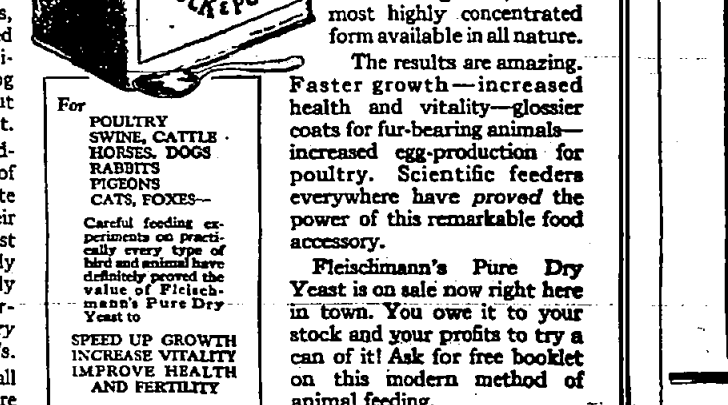 For
POULTRY
SWINE, CATTLE
HORSES, DOGS
RABBITS
PIGEONS
CATS, FOXES—
Careful feeding ex-
periments on practi-
cally every type of
bird and animal have
definitely proved the
value of Fleisch-
mann's Pure Dry
Yeast to
SPEED UP GROWTH
INCREASE VITALITY
IMPROVE HEALTH
AND FERTILITY
most highly concentrated
form available in all nature.
The results are amazing.
Faster growth—increased
health and vitality—glossier
coats for fur-bearing animals—
increased egg-production for
poultry. Scientific feeders
everywhere have proved the
power of this remarkable food
accessory.
Fleischmann's Pure Dry
Yeast is on sale now right here
in town. You owe it to your
stock and your profits to try a
can of it! Ask for free booklet
on this modern method of
animal feeding.